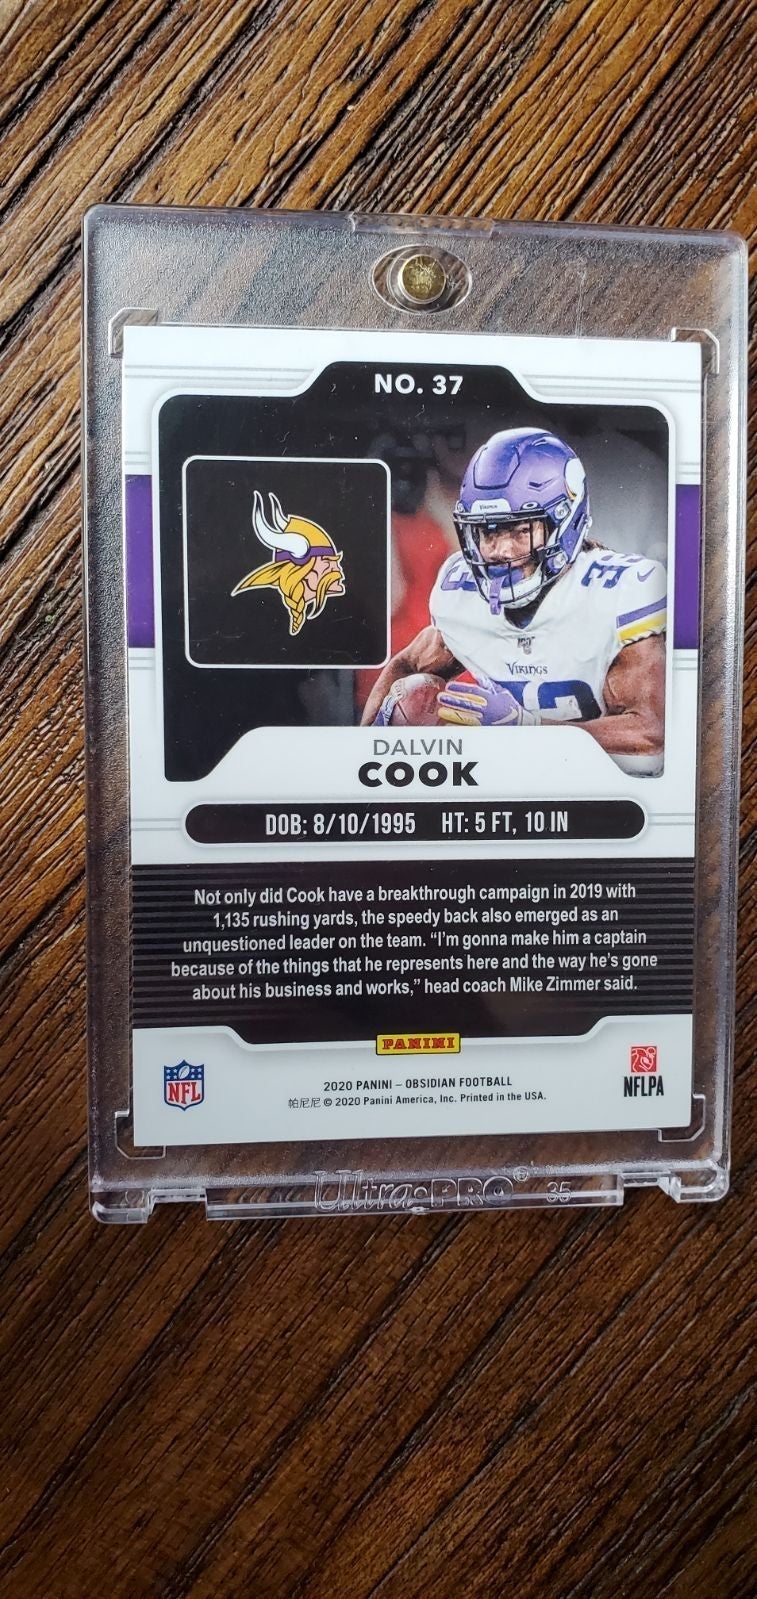 NO. 37
VIKINGS
33
VIKINGS
DALVIN
COOK
DOB: 8/10/1995 HT: 5 FT, 10 IN
Not only did Cook have a breakthrough campaign in 2019 with
1,135 rushing yards, the speedy back also emerged as an
unquestioned leader on the team. “I’m gonna make him a captain
because of the things that he represents here and the way he’s gone
about his business and works,” head coach Mike Zimmer said.
PANINI
NFL
2020 PANINI – OBSIDIAN FOOTBALL
帕尼尼 © 2020 Panini America, Inc. Printed in the USA.
NFLPA
Ultra·PRO® 35